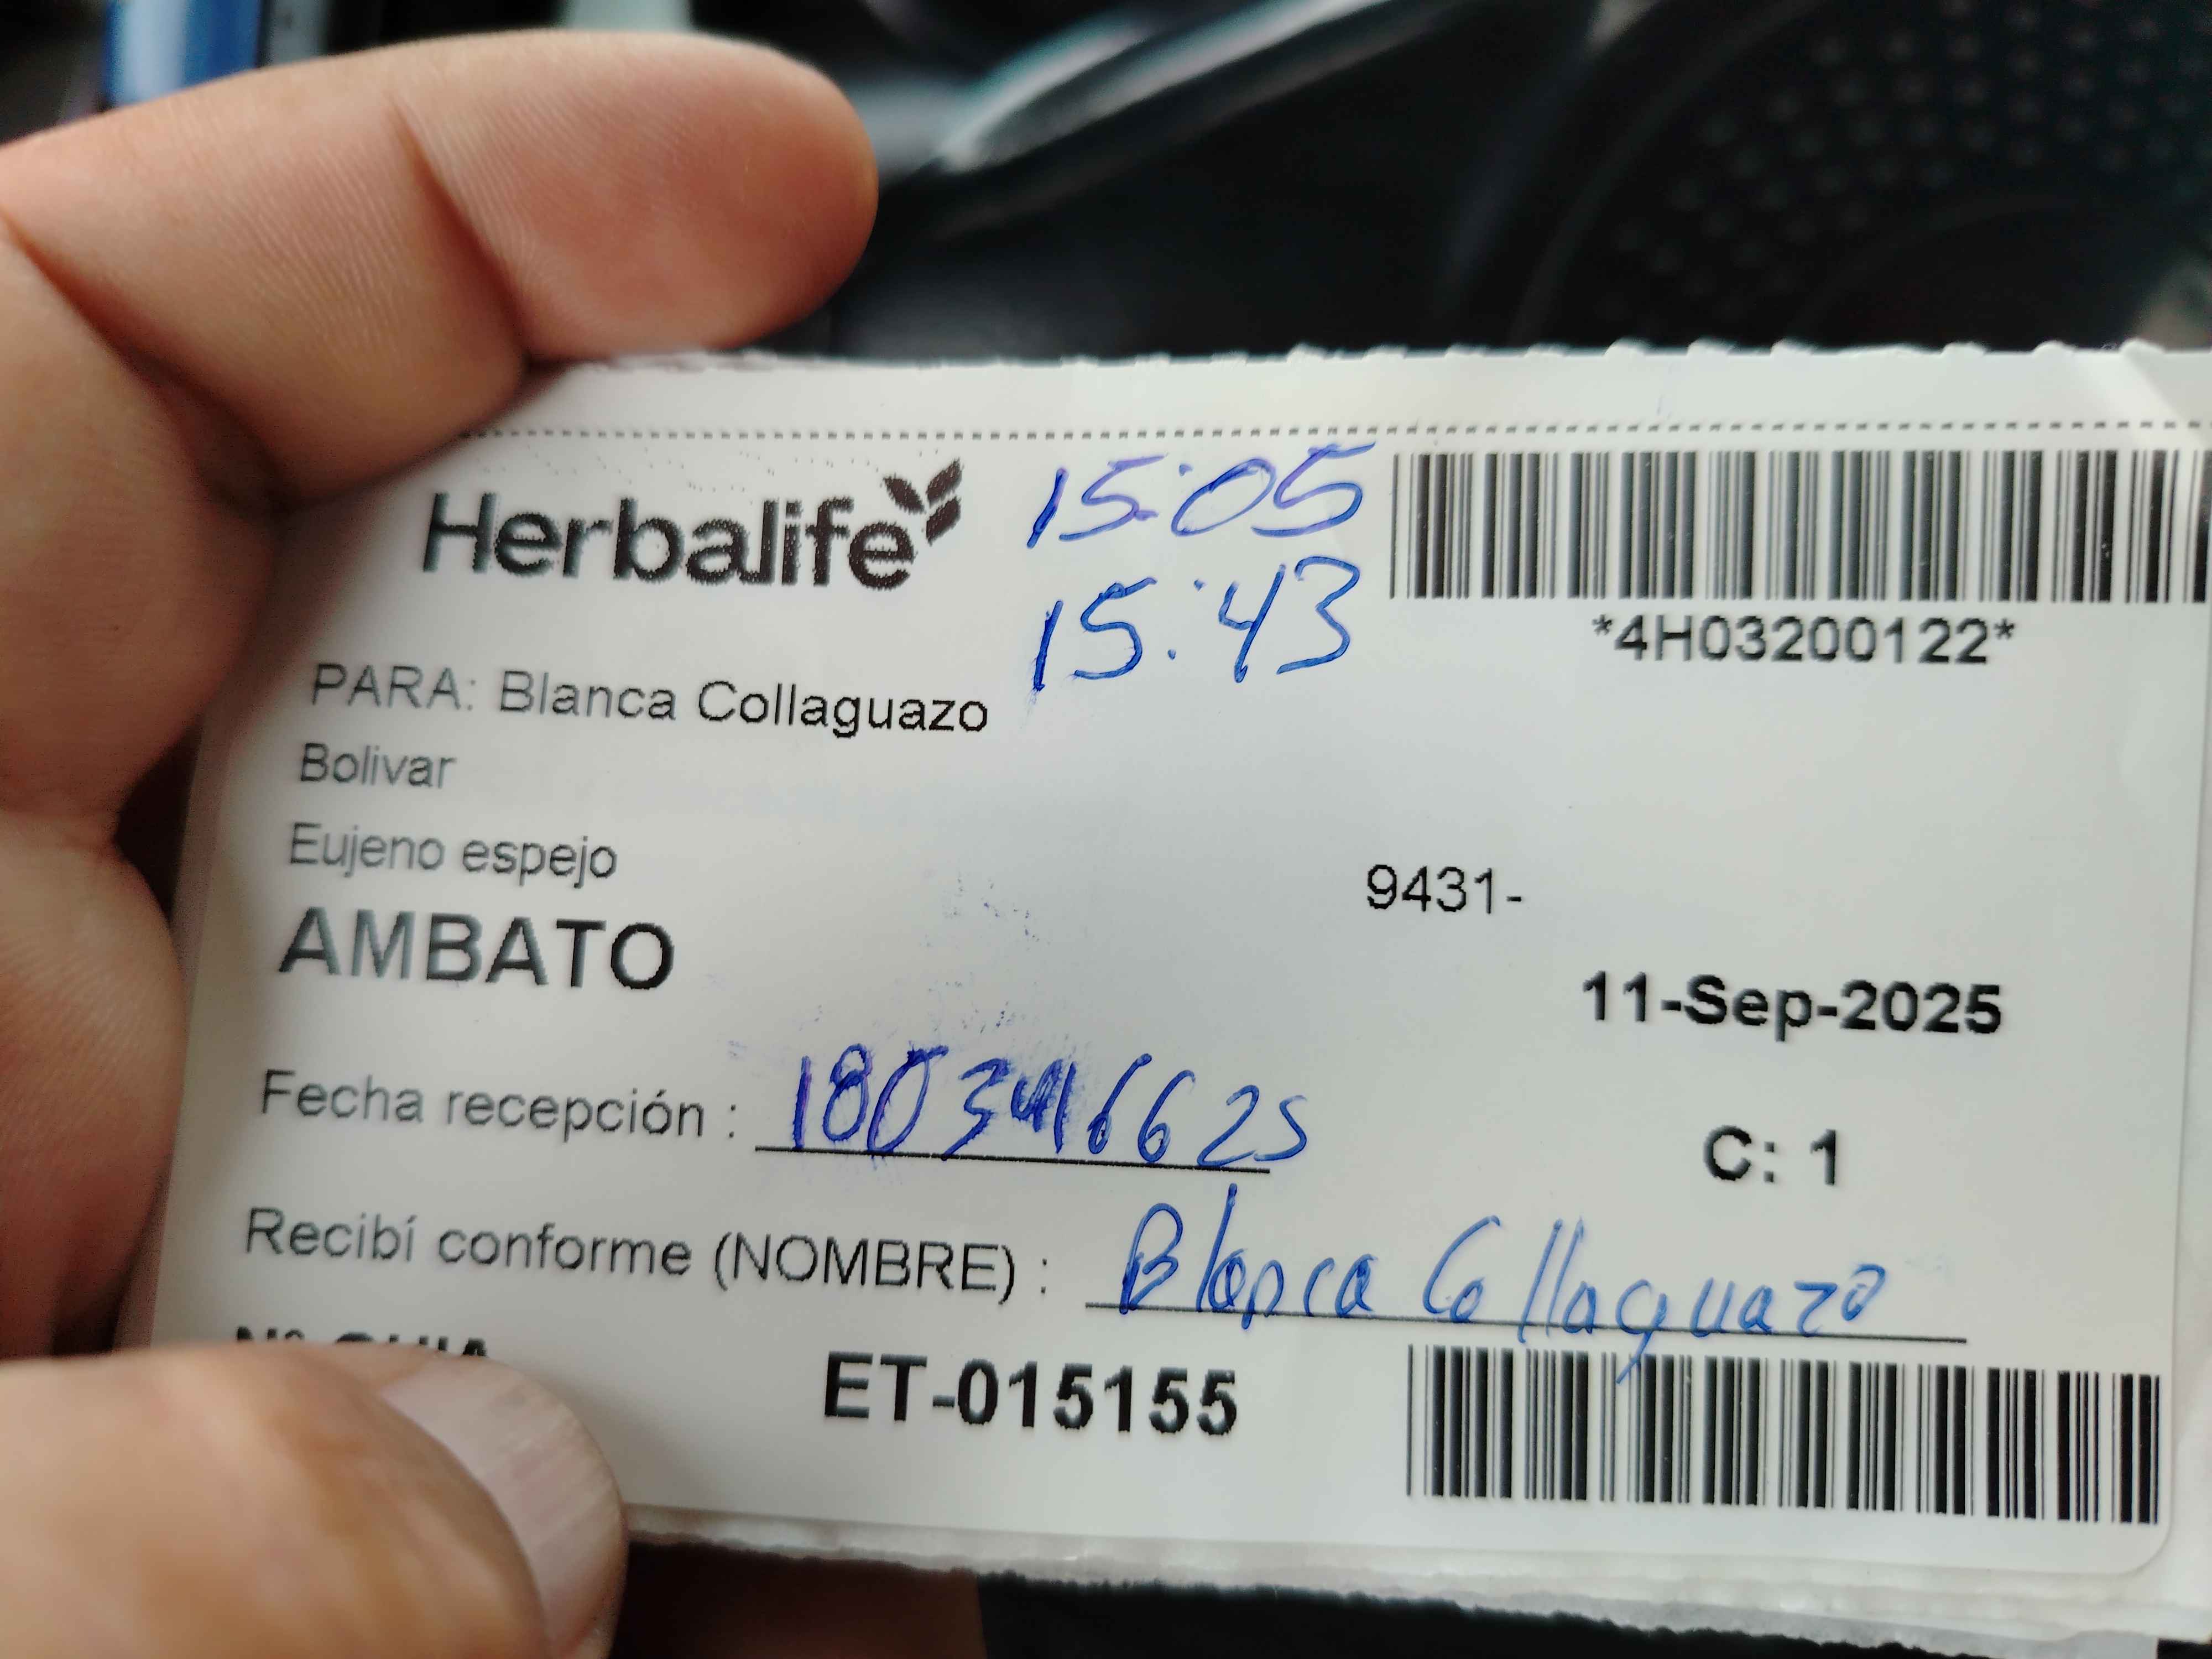 Herbalife
15:05
15:43
*4H03200122*
PARA: Blanca Collaguazo
Bolivar
Eujeno espejo
9431-
AMBATO
11-Sep-2025
Fecha recepción :
C: 1
Recibí conforme (NOMBRE) : Blanca Collaguazo
ET-015155